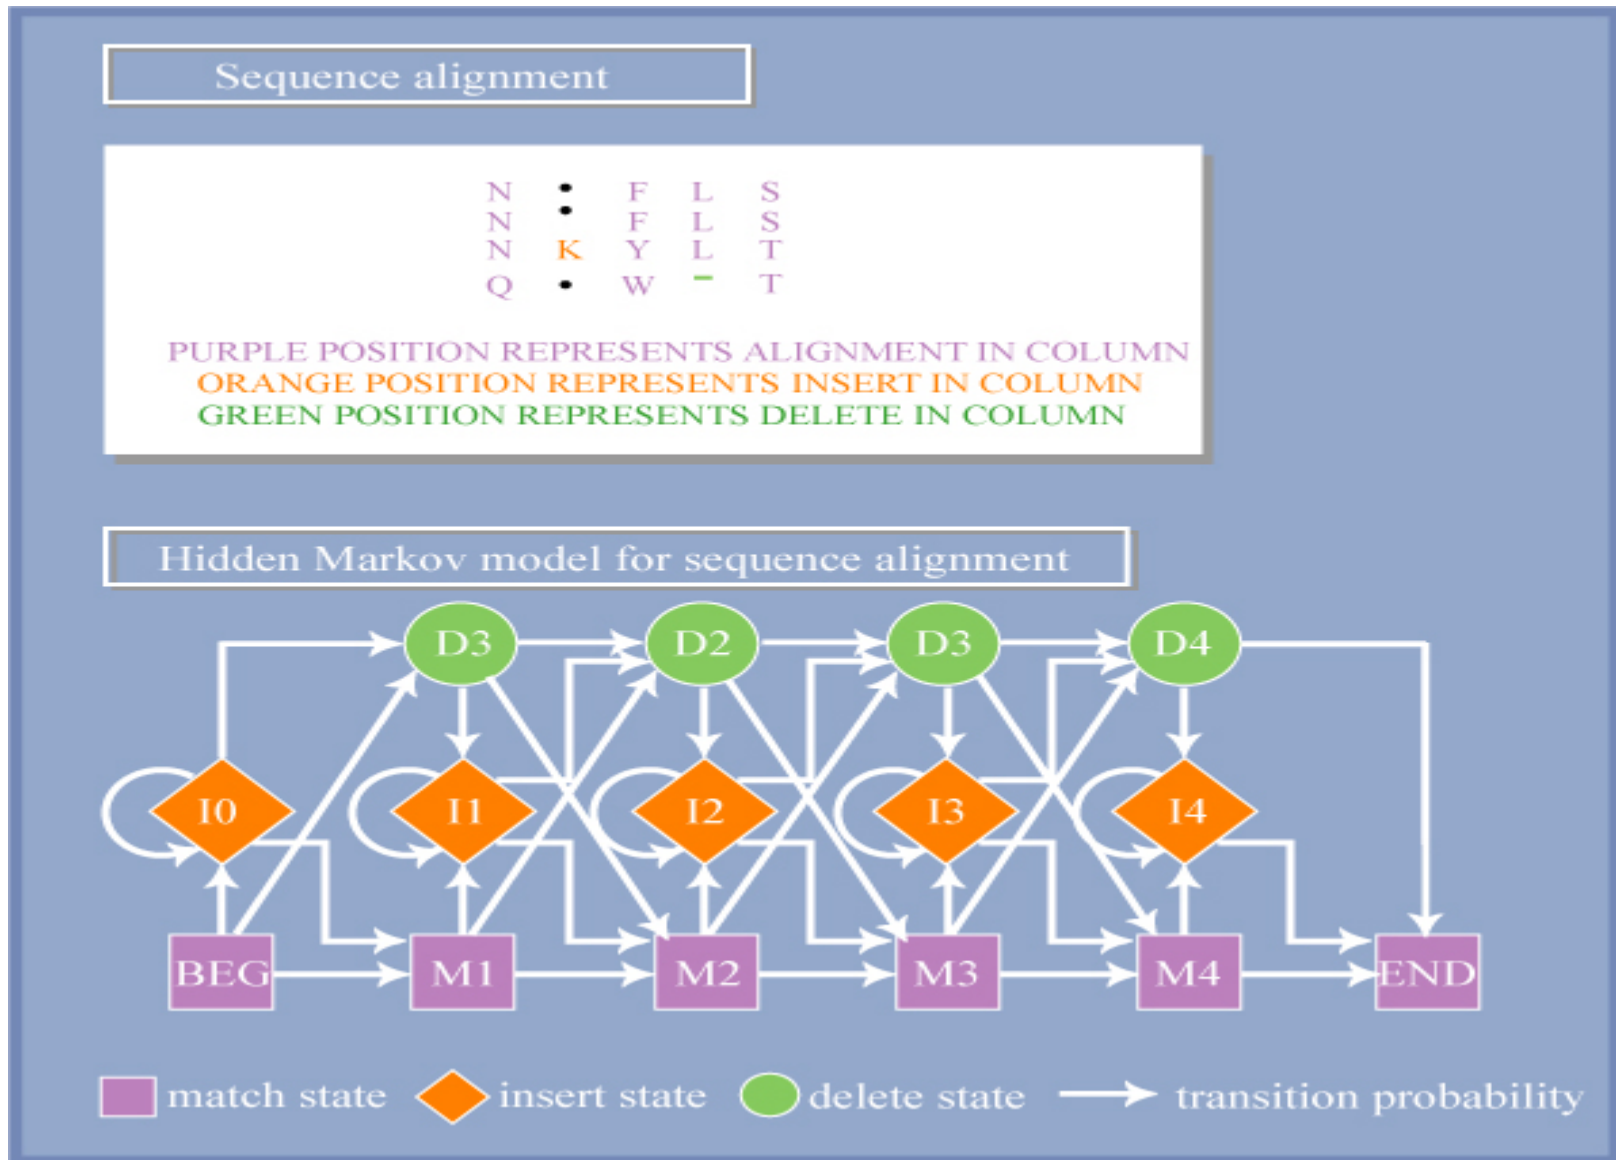 Sequence alignment
N • F L S
N • F L S
N K Y L T
Q • W - T
PURPLE POSITION REPRESENTS ALIGNMENT IN COLUMN
ORANGE POSITION REPRESENTS INSERT IN COLUMN
GREEN POSITION REPRESENTS DELETE IN COLUMN
Hidden Markov model for sequence alignment
D3 D2 D3 D4
I0 I1 I2 I3 I4
BEG M1 M2 M3 M4 END
match state insert state delete state transition probability